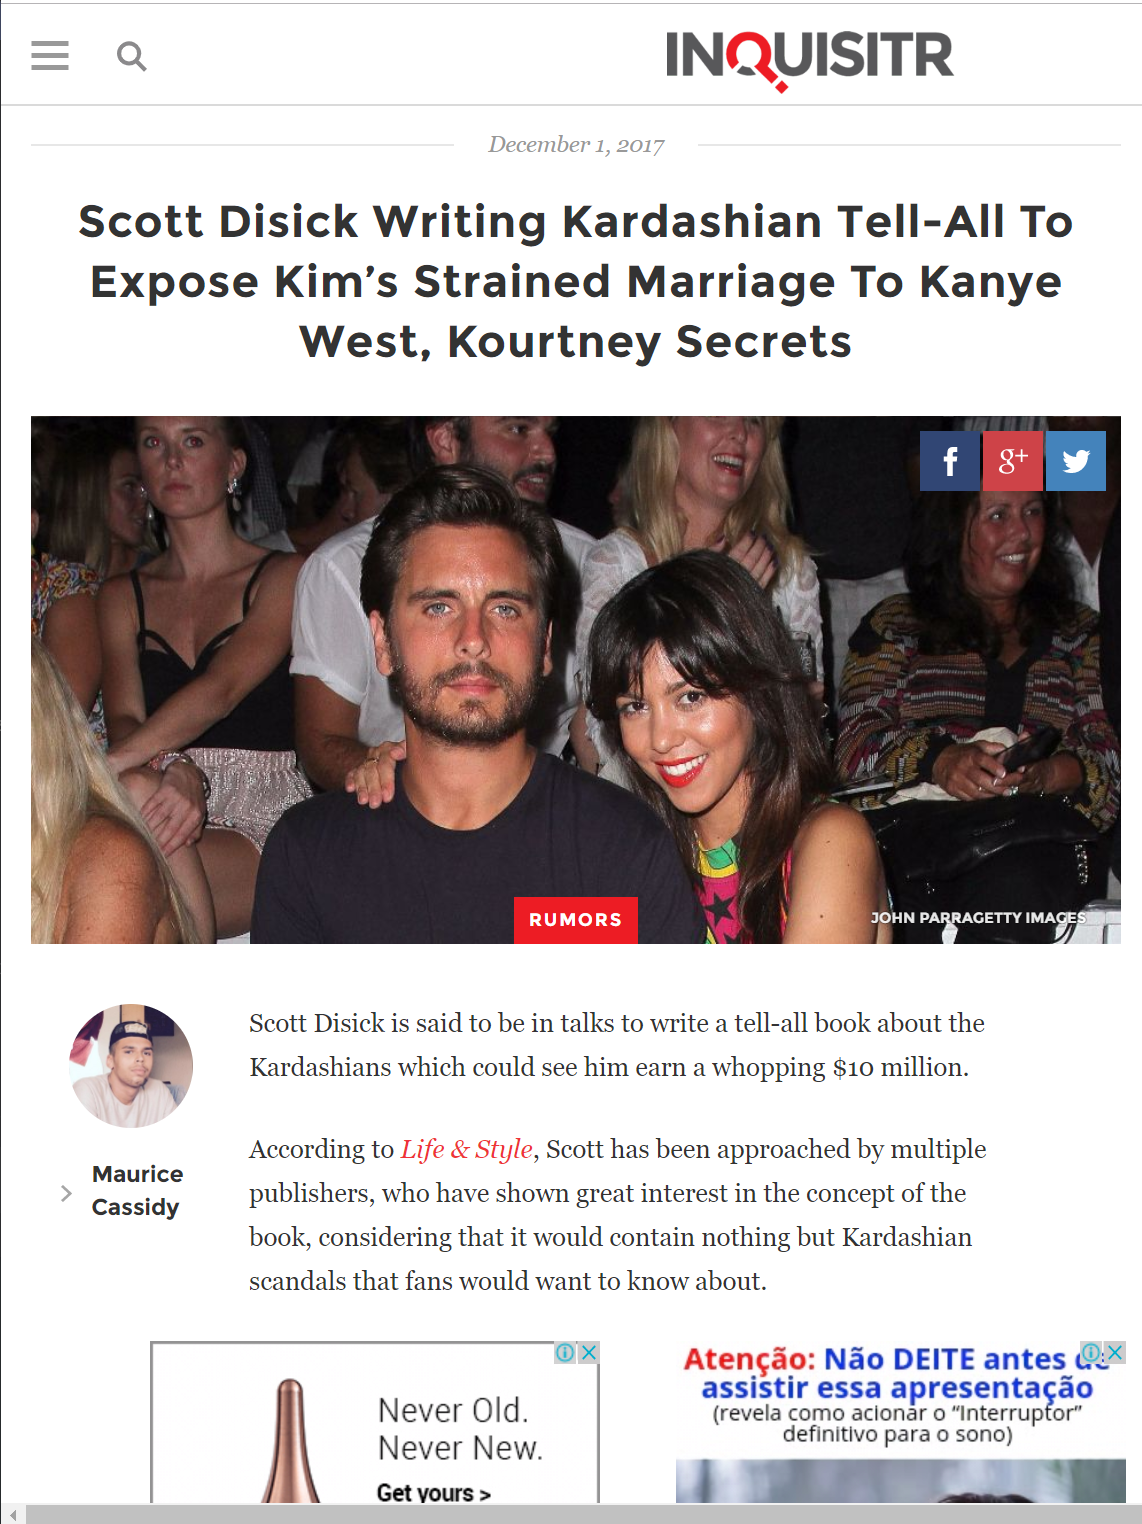 INQUISITR
December 1, 2017
Scott Disick Writing Kardashian Tell-All To
Expose Kim’s Strained Marriage To Kanye
West, Kourtney Secrets
f g+
RUMORS
JOHN PARRAGETTY IMAGES
Scott Disick is said to be in talks to write a tell-all book about the
Kardashians which could see him earn a whopping $10 million.
According to Life & Style, Scott has been approached by multiple
publishers, who have shown great interest in the concept of the
book, considering that it would contain nothing but Kardashian
scandals that fans would want to know about.
Maurice
Cassidy
Never Old.
Never New.
Get yours >
Atenção: Não DEITE antes de
assistir essa apresentação
(revela como acionar o “Interruptor”
definitivo para o sono)